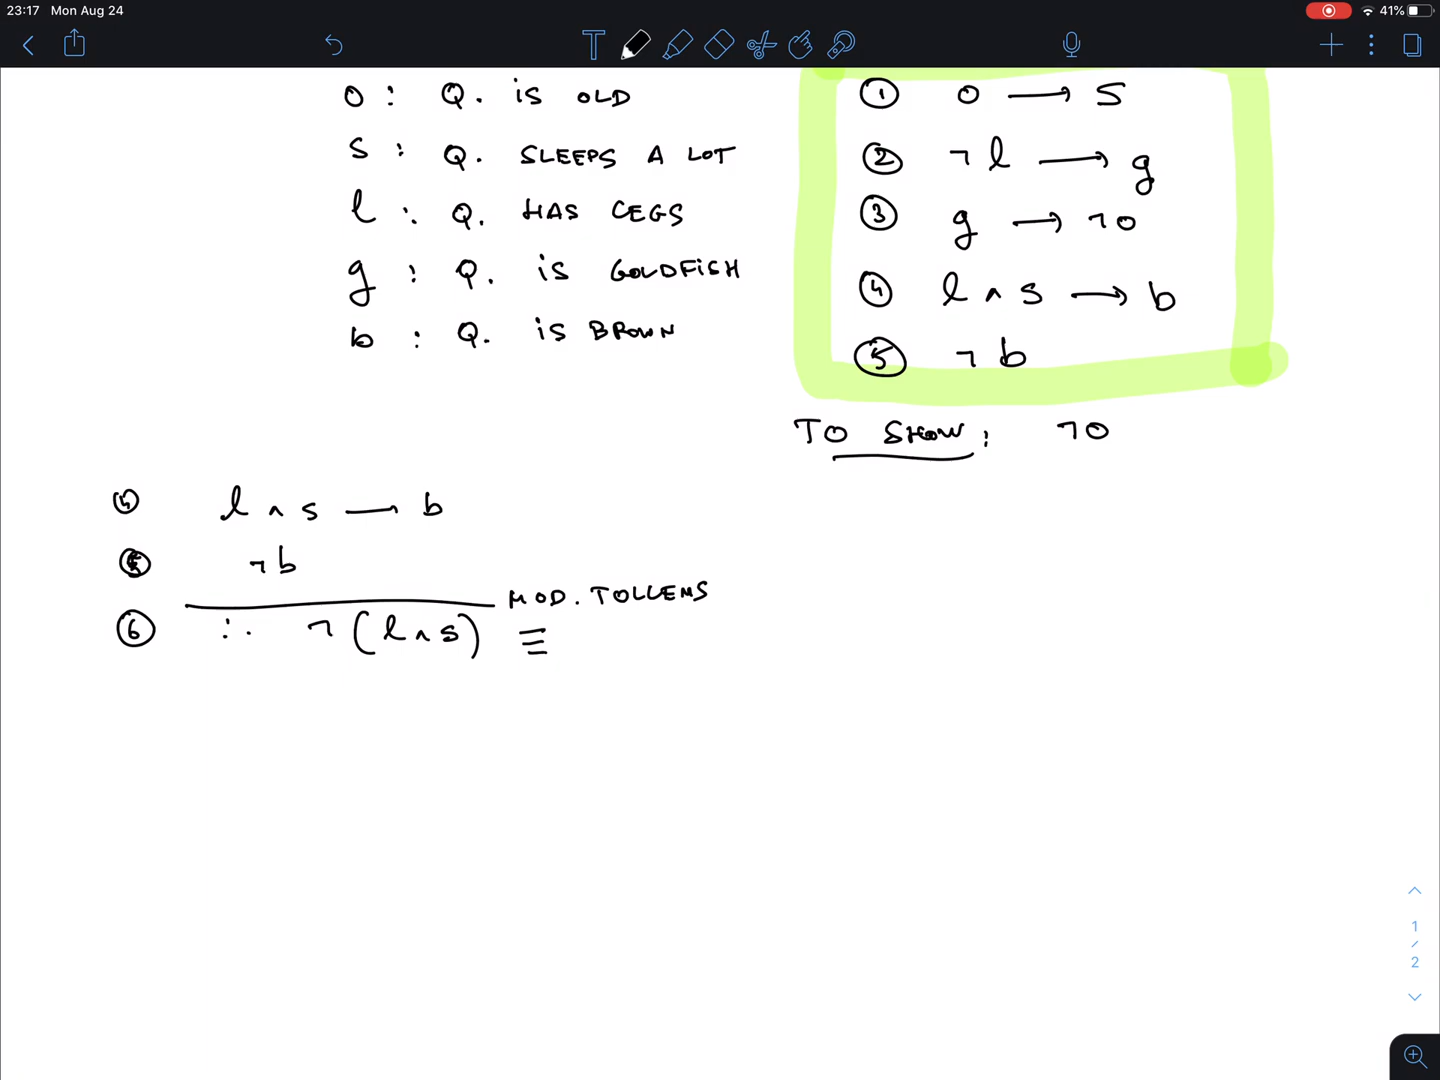 23:17 Mon Aug 24 41%
T
o : Q. is OLD
s : Q. SLEEPS A LOT
l : Q. HAS LEGS
g : Q. is GOLDFISH
b : Q. is BROWN
① o → s
② ¬l → g
③ g → ¬o
④ l ∧ s → b
⑤ ¬b
TO SHOW: ¬o
④ l ∧ s — b
⑤ ¬b
MOD. TOLLENS
⑥ ∴ ¬(l ∧ s) ≡
1
/
2